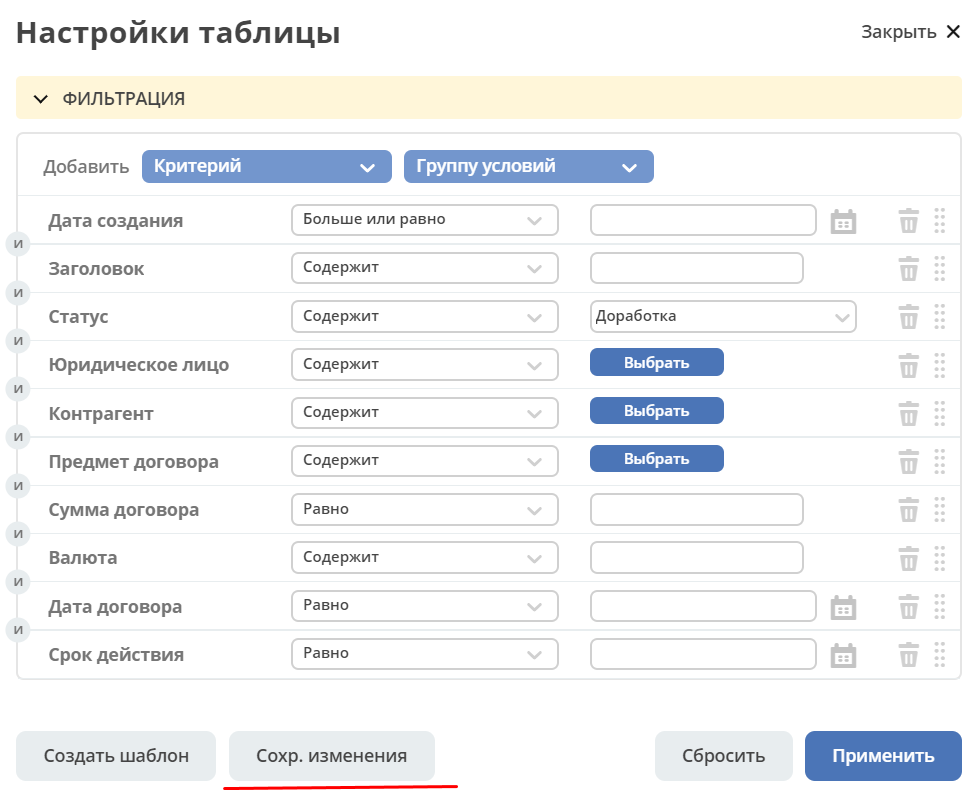 Настройки таблицы
Закрыть
ФИЛЬТРАЦИЯ
Добавить Критерий Группу условий
Дата создания Больше или равно
и
Заголовок Содержит
и
Статус Содержит Доработка
и
Юридическое лицо Содержит Выбрать
и
Контрагент Содержит Выбрать
и
Предмет договора Содержит Выбрать
и
Сумма договора Равно
и
Валюта Содержит
и
Дата договора Равно
и
Срок действия Равно
Создать шаблон Сохр. изменения Сбросить Применить